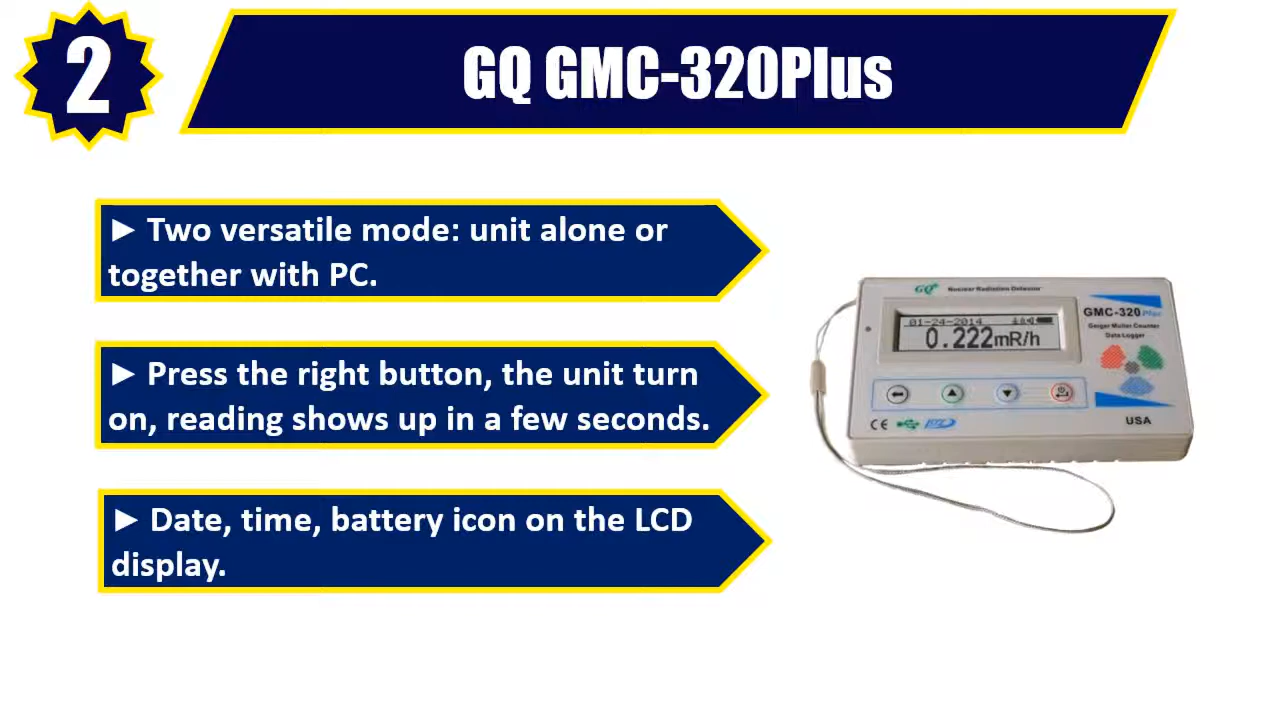 2
GQ GMC-320Plus
► Two versatile mode: unit alone or
together with PC.
► Press the right button, the unit turn
on, reading shows up in a few seconds.
► Date, time, battery icon on the LCD
display.
GQ Nuclear Radiation Detector
01-24-2014
0.222mR/h
GMC-320Plus
Geiger Muller Counter
Data Logger
CE
USA